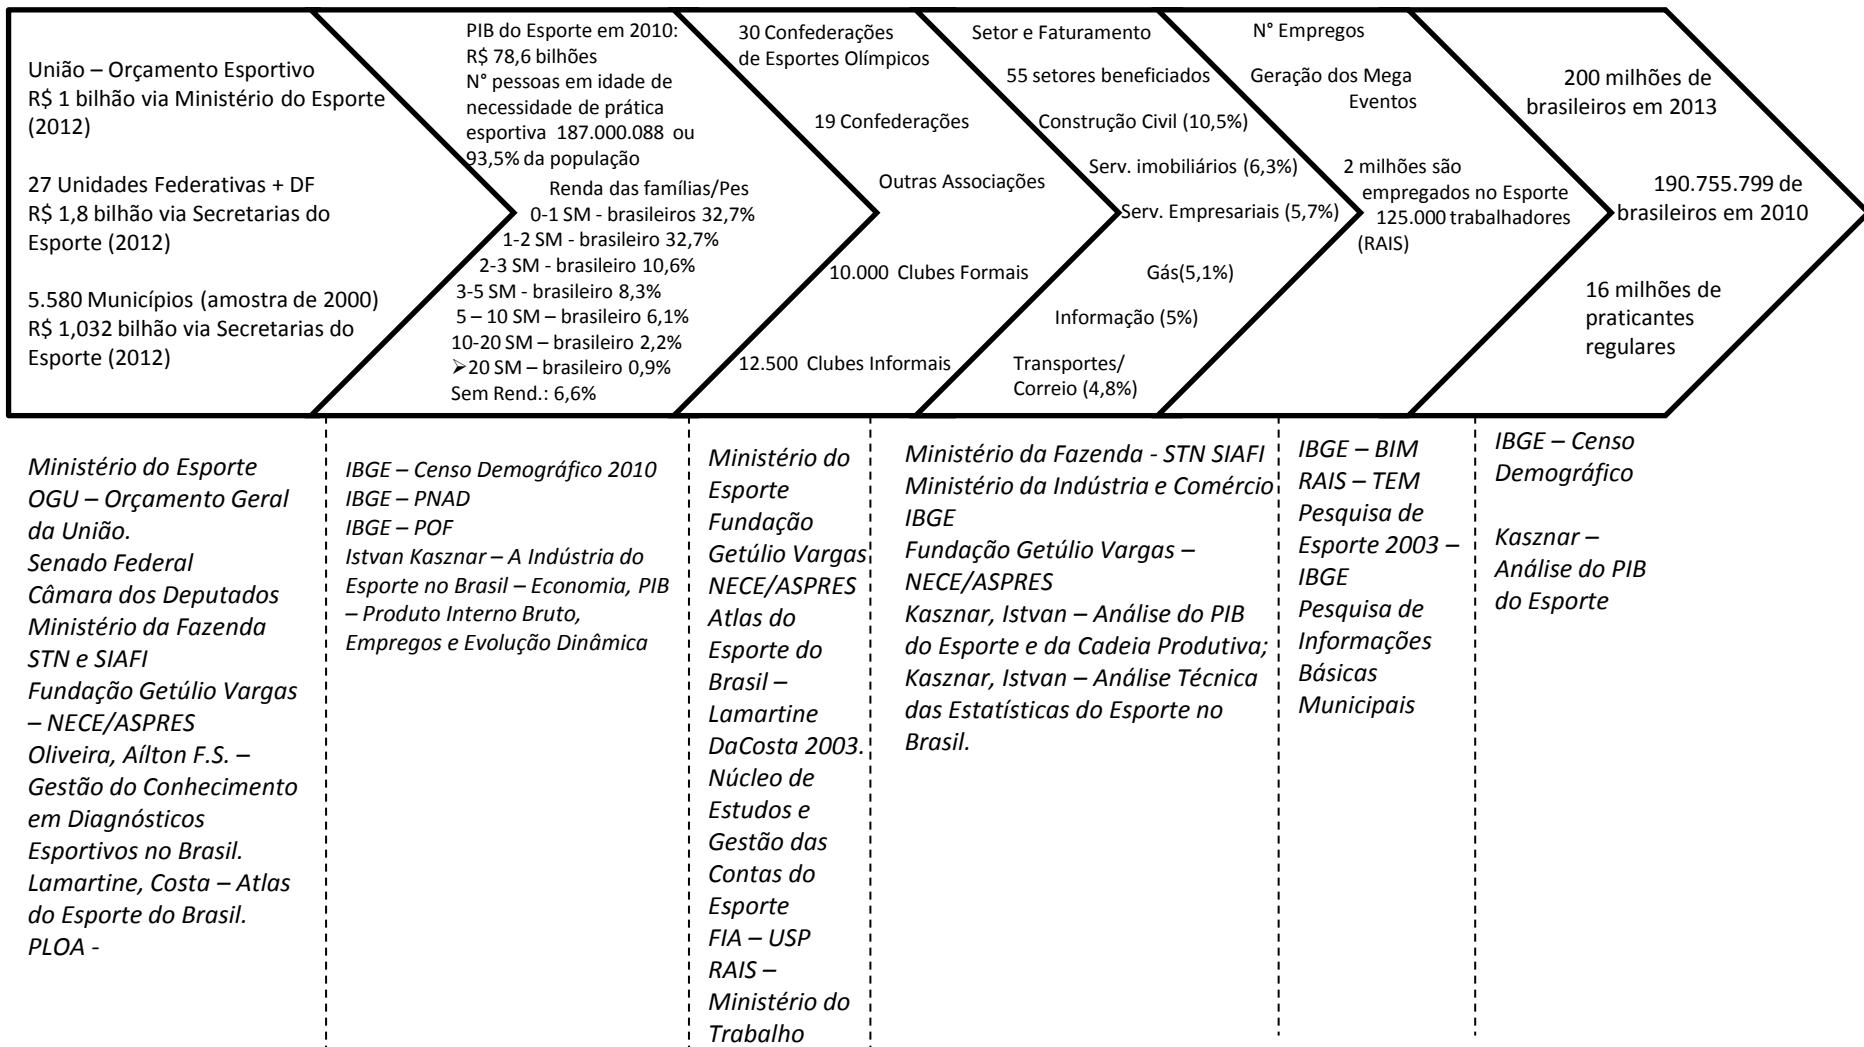 União – Orçamento Esportivo
R$ 1 bilhão via Ministério do Esporte
(2012)
27 Unidades Federativas + DF
R$ 1,8 bilhão via Secretarias do
Esporte (2012)
5.580 Municípios (amostra de 2000)
R$ 1,032 bilhão via Secretarias do
Esporte (2012)
PIB do Esporte em 2010:
R$ 78,6 bilhões
N° pessoas em idade de
necessidade de prática
esportiva 187.000.088 ou
93,5% da população
Renda das famílias/Pes
0-1 SM - brasileiros 32,7%
1-2 SM - brasileiro 32,7%
2-3 SM - brasileiro 10,6%
3-5 SM - brasileiro 8,3%
5 – 10 SM – brasileiro 6,1%
10-20 SM – brasileiro 2,2%
➢20 SM – brasileiro 0,9%
Sem Rend.: 6,6%
30 Confederações
de Esportes Olímpicos
19 Confederações
Outras Associações
10.000 Clubes Formais
12.500 Clubes Informais
Setor e Faturamento
55 setores beneficiados
Construção Civil (10,5%)
Serv. imobiliários (6,3%)
Serv. Empresariais (5,7%)
Gás(5,1%)
Informação (5%)
Transportes/
Correio (4,8%)
N° Empregos
Geração dos Mega
Eventos
2 milhões são
empregados no Esporte
125.000 trabalhadores
(RAIS)
200 milhões de
brasileiros em 2013
190.755.799 de
brasileiros em 2010
16 milhões de
praticantes
regulares
Ministério do Esporte
OGU – Orçamento Geral
da União.
Senado Federal
Câmara dos Deputados
Ministério da Fazenda
STN e SIAFI
Fundação Getúlio Vargas
– NECE/ASPRES
Oliveira, Aílton F.S. –
Gestão do Conhecimento
em Diagnósticos
Esportivos no Brasil.
Lamartine, Costa – Atlas
do Esporte do Brasil.
PLOA -
IBGE – Censo Demográfico 2010
IBGE – PNAD
IBGE – POF
Istvan Kasznar – A Indústria do
Esporte no Brasil – Economia, PIB
– Produto Interno Bruto,
Empregos e Evolução Dinâmica
Ministério do
Esporte
Fundação
Getúlio Vargas
NECE/ASPRES
Atlas do
Esporte do
Brasil –
Lamartine
DaCosta 2003.
Núcleo de
Estudos e
Gestão das
Contas do
Esporte
FIA – USP
RAIS –
Ministério do
Trabalho
Ministério da Fazenda - STN SIAFI
Ministério da Indústria e Comércio
IBGE
Fundação Getúlio Vargas –
NECE/ASPRES
Kasznar, Istvan – Análise do PIB
do Esporte e da Cadeia Produtiva;
Kasznar, Istvan – Análise Técnica
das Estatísticas do Esporte no
Brasil.
IBGE – BIM
RAIS – TEM
Pesquisa de
Esporte 2003 –
IBGE
Pesquisa de
Informações
Básicas
Municipais
IBGE – Censo
Demográfico
Kasznar –
Análise do PIB
do Esporte